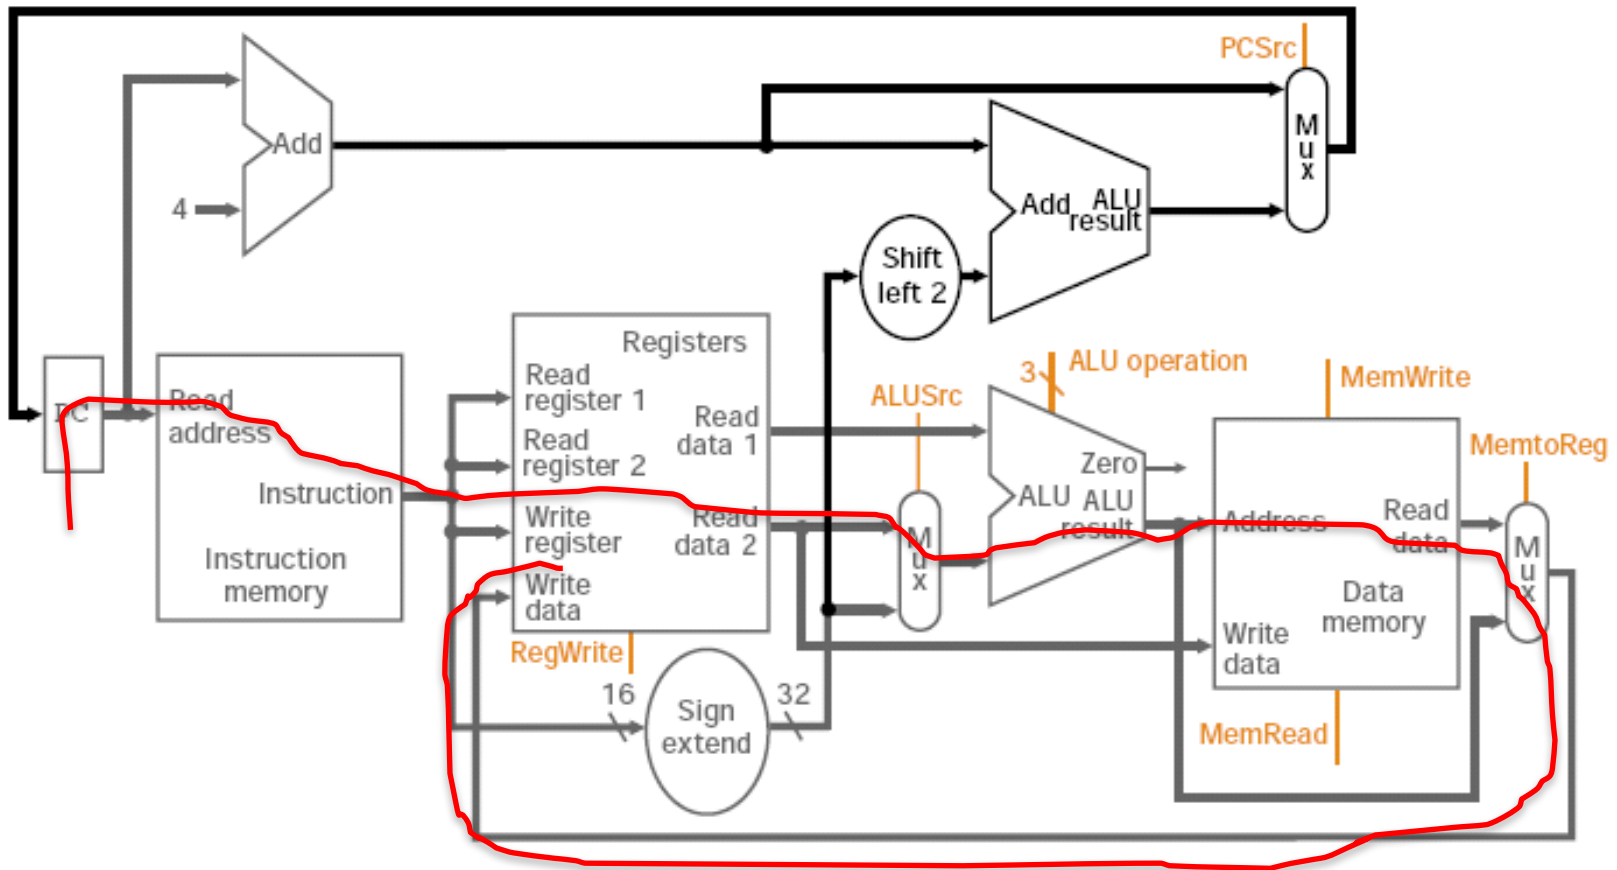 PCSrc
M
u
x
Add
4
Add ALU
result
Shift
left 2
PC
Read
address
Instruction
Instruction
memory
Registers
Read
register 1
Read
register 2
Write
register
Write
data
Read
data 1
Read
data 2
RegWrite
16
Sign
extend
32
ALUSrc
M
u
x
3
ALU operation
Zero
ALU ALU
result
MemWrite
Address
Read
data
Data
memory
Write
data
MemRead
MemtoReg
M
u
x